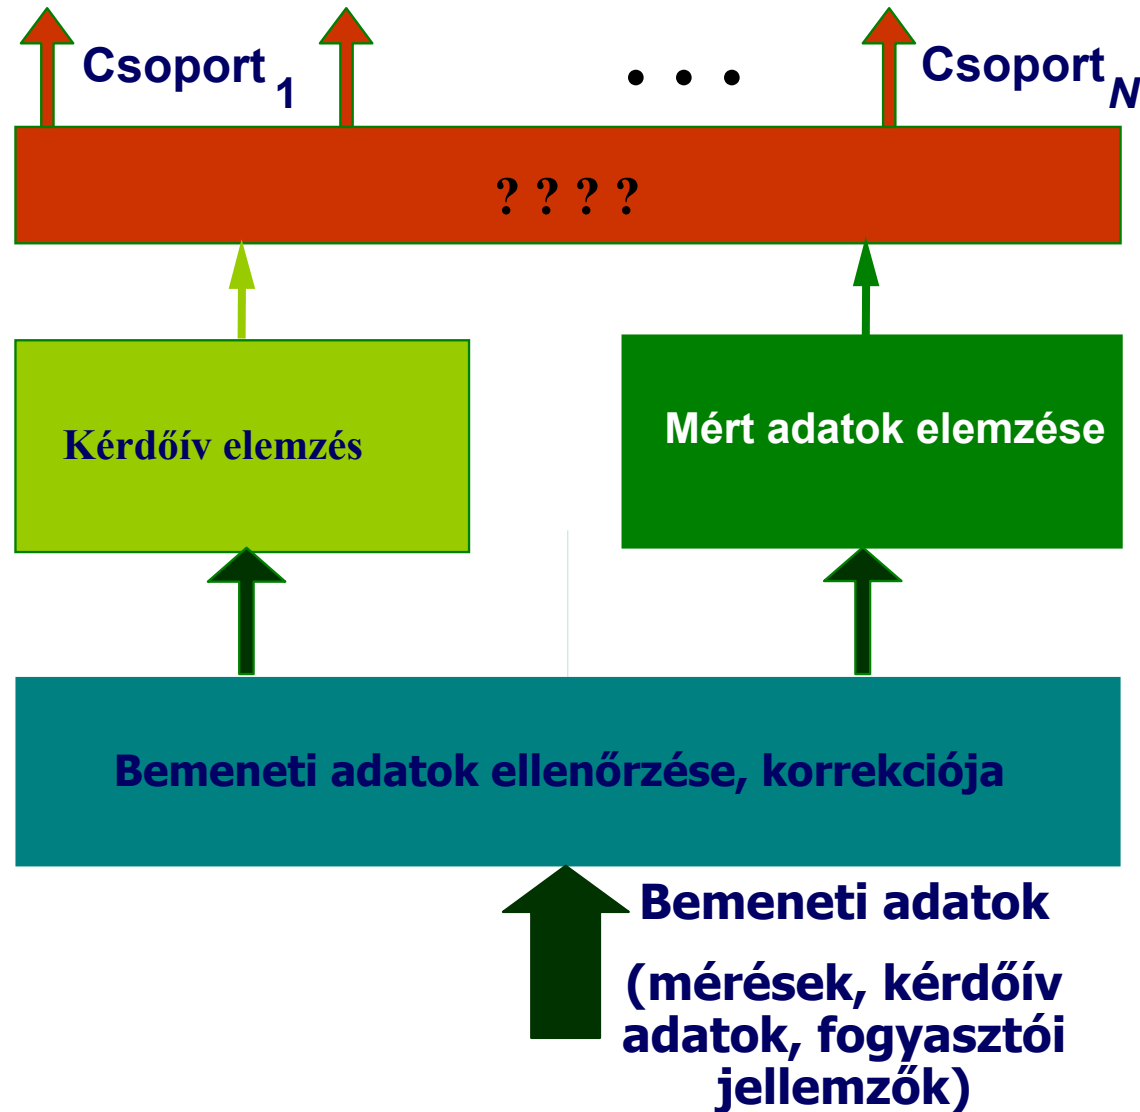 Csoport 1
. . .
Csoport N
? ? ? ?
Kérdőív elemzés
Mért adatok elemzése
Bemeneti adatok ellenőrzése, korrekciója
Bemeneti adatok
(mérések, kérdőív
adatok, fogyasztói
jellemzők)